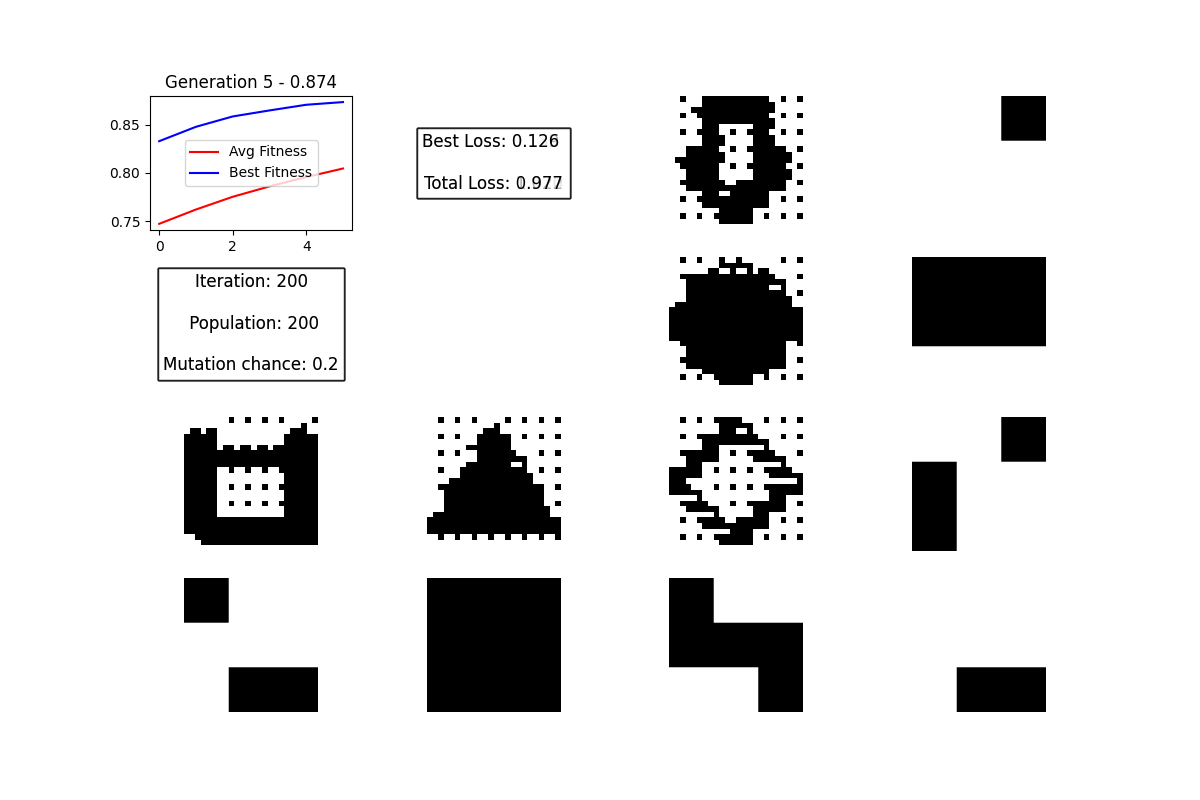 Generation 5 - 0.874
0.85
0.80
0.75
Avg Fitness
Best Fitness
0 2 4
Best Loss: 0.126
Total Loss: 0.977
Iteration: 200
Population: 200
Mutation chance: 0.2